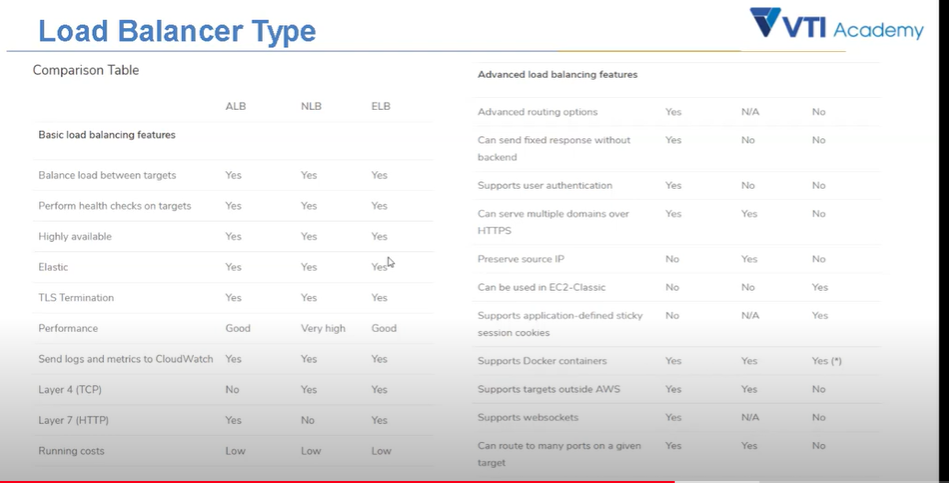 Load Balancer Type
VTI Academy
Comparison Table
ALB NLB ELB
Basic load balancing features
Balance load between targets Yes Yes Yes
Perform health checks on targets Yes Yes Yes
Highly available Yes Yes Yes
Elastic Yes Yes Yes
TLS Termination Yes Yes Yes
Performance Good Very high Good
Send logs and metrics to CloudWatch Yes Yes Yes
Layer 4 (TCP) No Yes Yes
Layer 7 (HTTP) Yes No Yes
Running costs Low Low Low
Advanced load balancing features
Advanced routing options Yes N/A No
Can send fixed response without Yes No No
backend
Supports user authentication Yes No No
Can serve multiple domains over Yes Yes No
HTTPS
Preserve source IP No Yes No
Can be used in EC2-Classic No No Yes
Supports application-defined sticky No N/A Yes
session cookies
Supports Docker containers Yes Yes Yes (*)
Supports targets outside AWS Yes Yes No
Supports websockets Yes N/A No
Can route to many ports on a given Yes Yes No
target